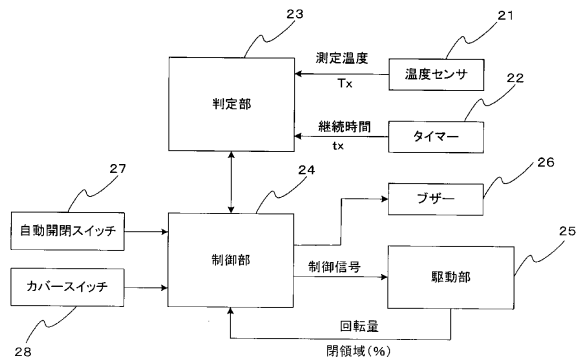 23
21
測定温度
Tx
温度センサ
判定部
22
継続時間
tx
タイマー
27
24
26
ブザー
自動開閉スイッチ
制御部
25
制御信号
駆動部
カバースイッチ
28
回転量
閉領域(%)